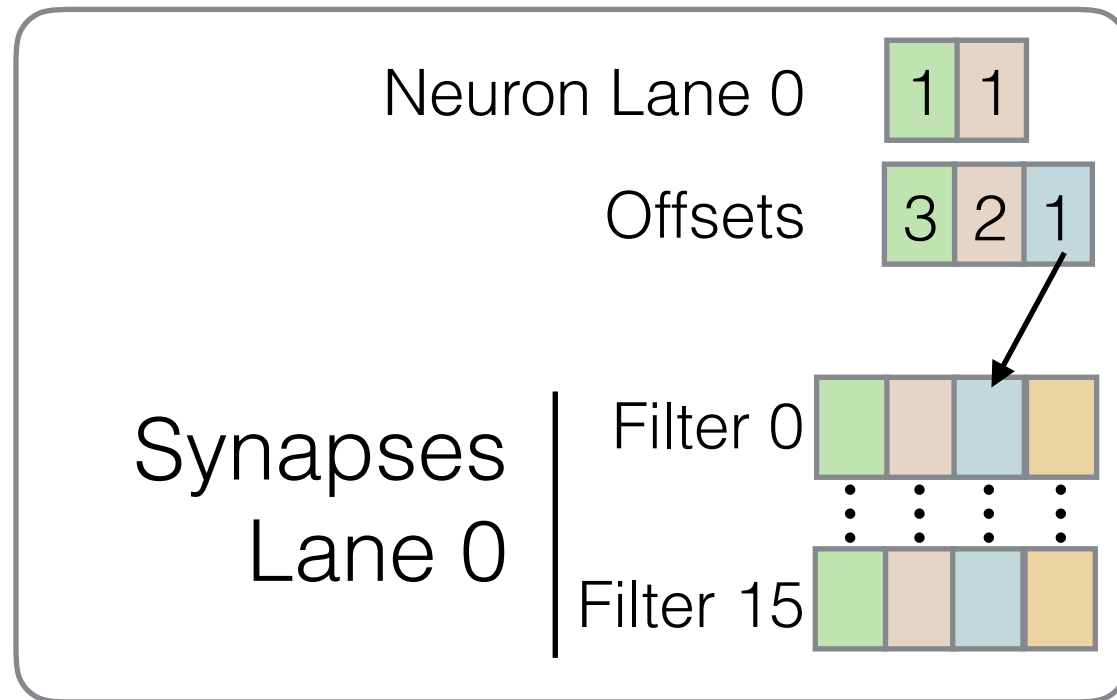 Neuron Lane 0 1 1
Offsets 3 2 1
Synapses
Lane 0
Filter 0
Filter 15